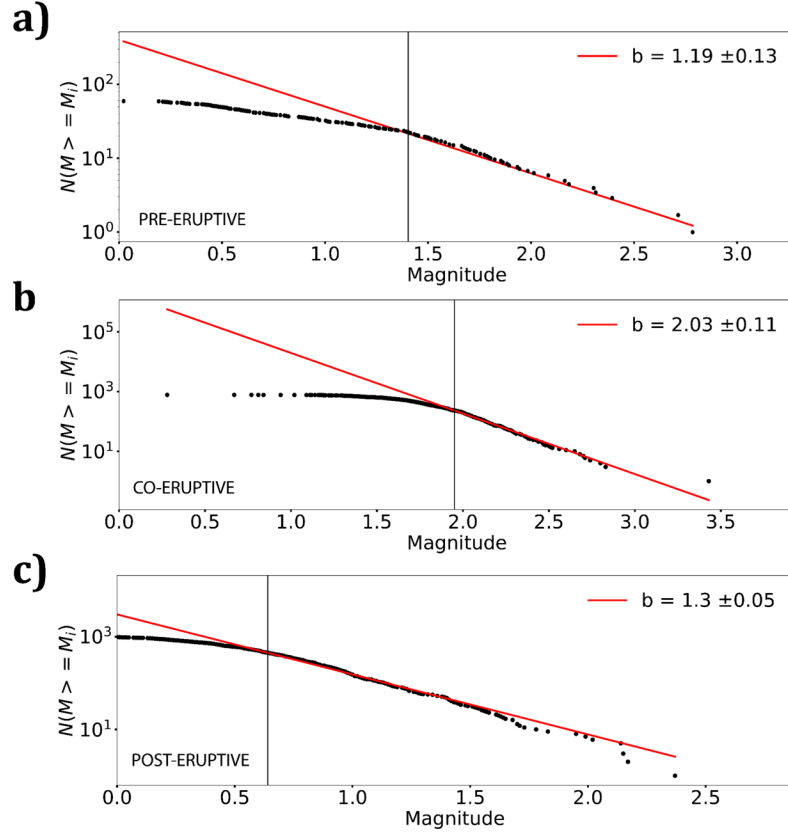 a)
b = 1.19 ±0.13
10²
10¹
10⁰
N(M > = Mᵢ)
PRE-ERUPTIVE
0.0 0.5 1.0 1.5 2.0 2.5 3.0
Magnitude
b
b = 2.03 ±0.11
10⁵
10³
10¹
N(M > = Mᵢ)
CO-ERUPTIVE
0.0 0.5 1.0 1.5 2.0 2.5 3.0 3.5
Magnitude
c)
b = 1.3 ±0.05
10³
10¹
N(M > = Mᵢ)
POST-ERUPTIVE
0.0 0.5 1.0 1.5 2.0 2.5
Magnitude